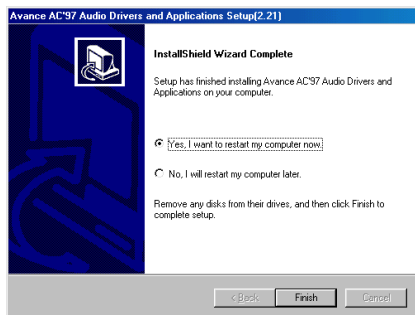 Avance AC'97 Audio Drivers and Applications Setup(2.21)
InstallShield Wizard Complete
Setup has finished installing Avance AC'97 Audio Drivers and
Applications on your computer.
Yes, I want to restart my computer now.
No, I will restart my computer later.
Remove any disks from their drives, and then click Finish to
complete setup.
< Back Finish Cancel